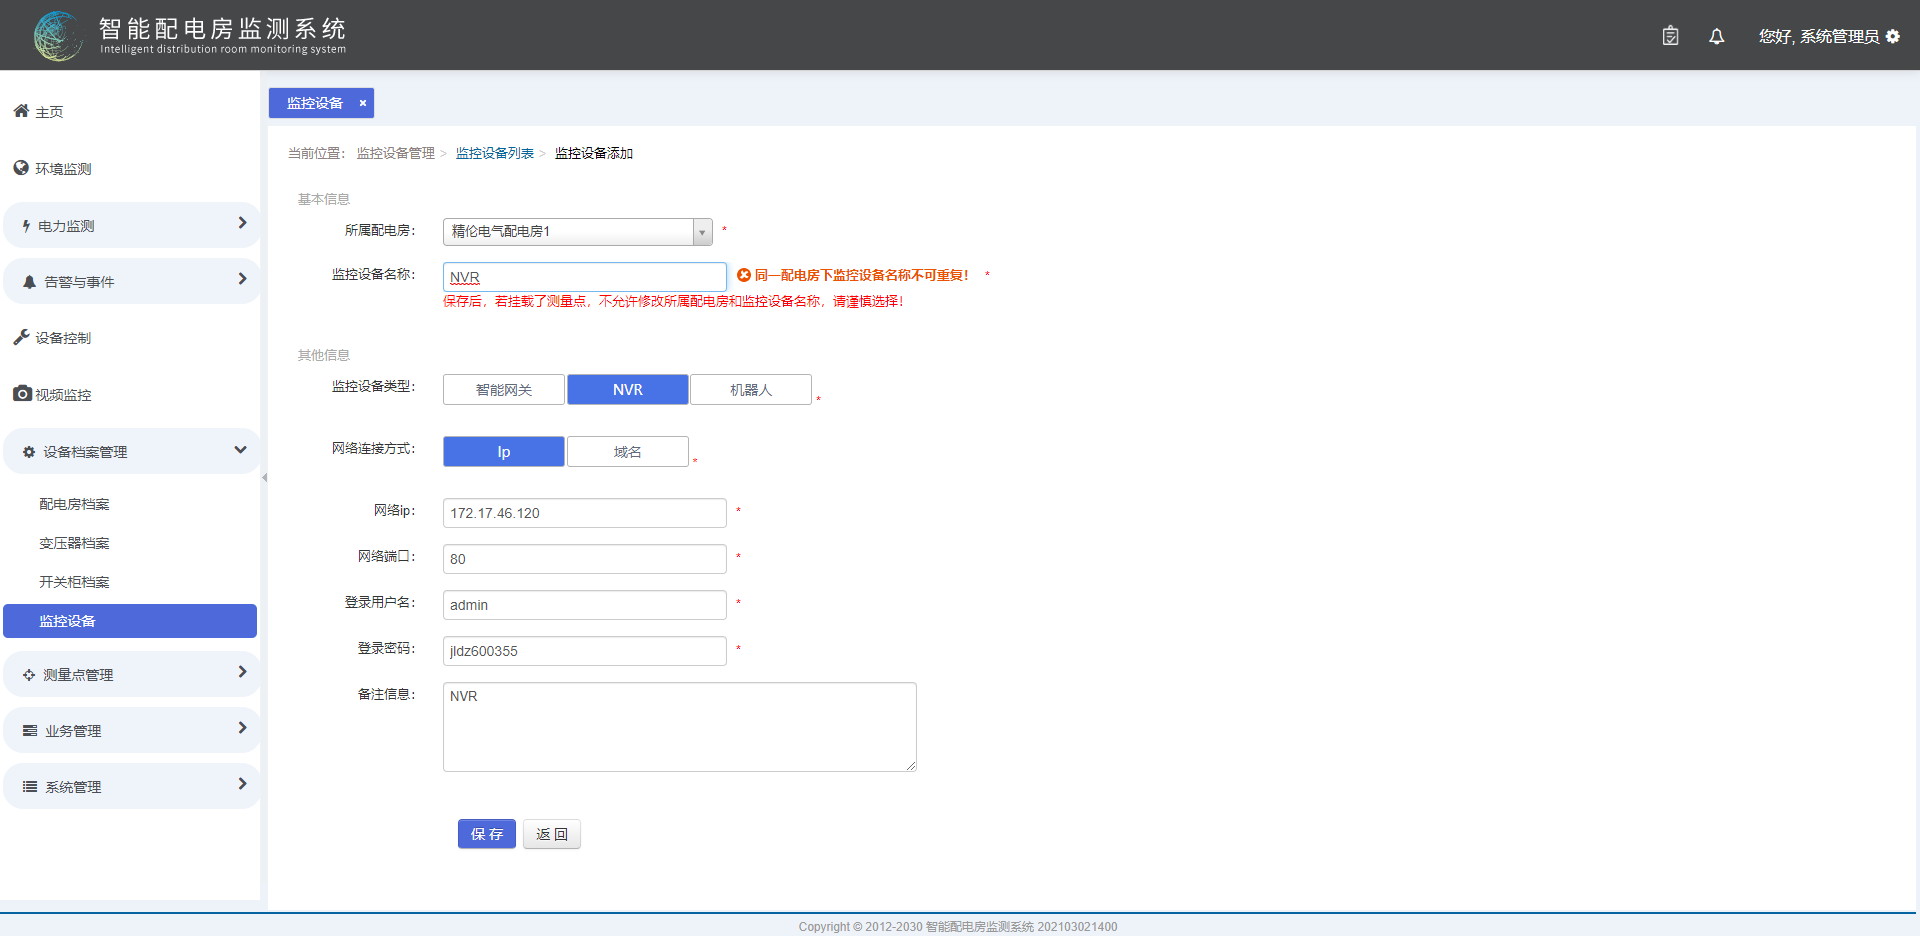 智能配电房监测系统
Intelligent distribution room monitoring system
您好, 系统管理员
主页
环境监测
电力监测
告警与事件
设备控制
视频监控
设备档案管理
配电房档案
变压器档案
开关柜档案
监控设备
测量点管理
业务管理
系统管理
监控设备 ×
当前位置： 监控设备管理 > 监控设备列表 > 监控设备添加
基本信息
所属配电房： 精伦电气配电房1 *
监控设备名称： NVR 同一配电房下监控设备名称不可重复！ *
保存后，若挂载了测量点，不允许修改所属配电房和监控设备名称，请谨慎选择！
其他信息
监控设备类型： 智能网关 NVR 机器人 *
网络连接方式： Ip 域名 *
网络ip： 172.17.46.120 *
网络端口： 80 *
登录用户名： admin *
登录密码： jldz600355 *
备注信息： NVR
保 存 返 回
Copyright © 2012-2030 智能配电房监测系统 202103021400